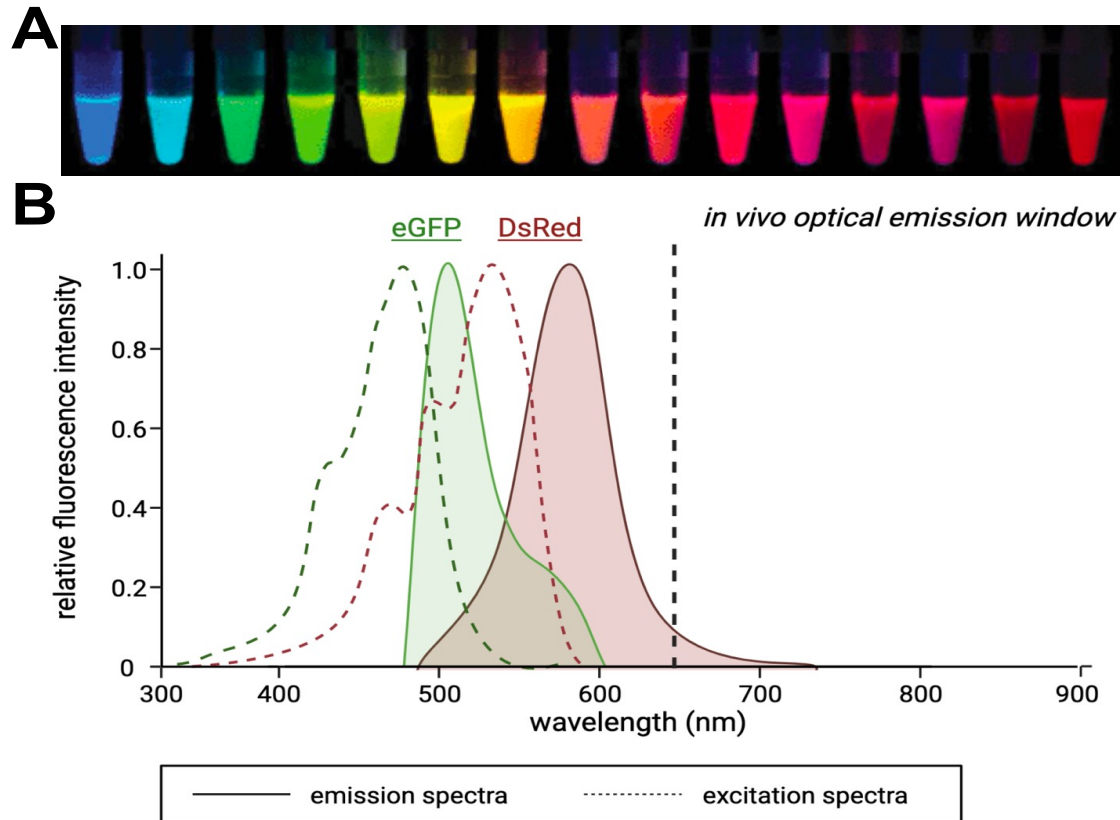 A
B
eGFP DsRed
in vivo optical emission window
relative fluorescence intensity
1.0
0.8
0.6
0.4
0.2
0
300 400 500 600 700 800 900
wavelength (nm)
emission spectra excitation spectra